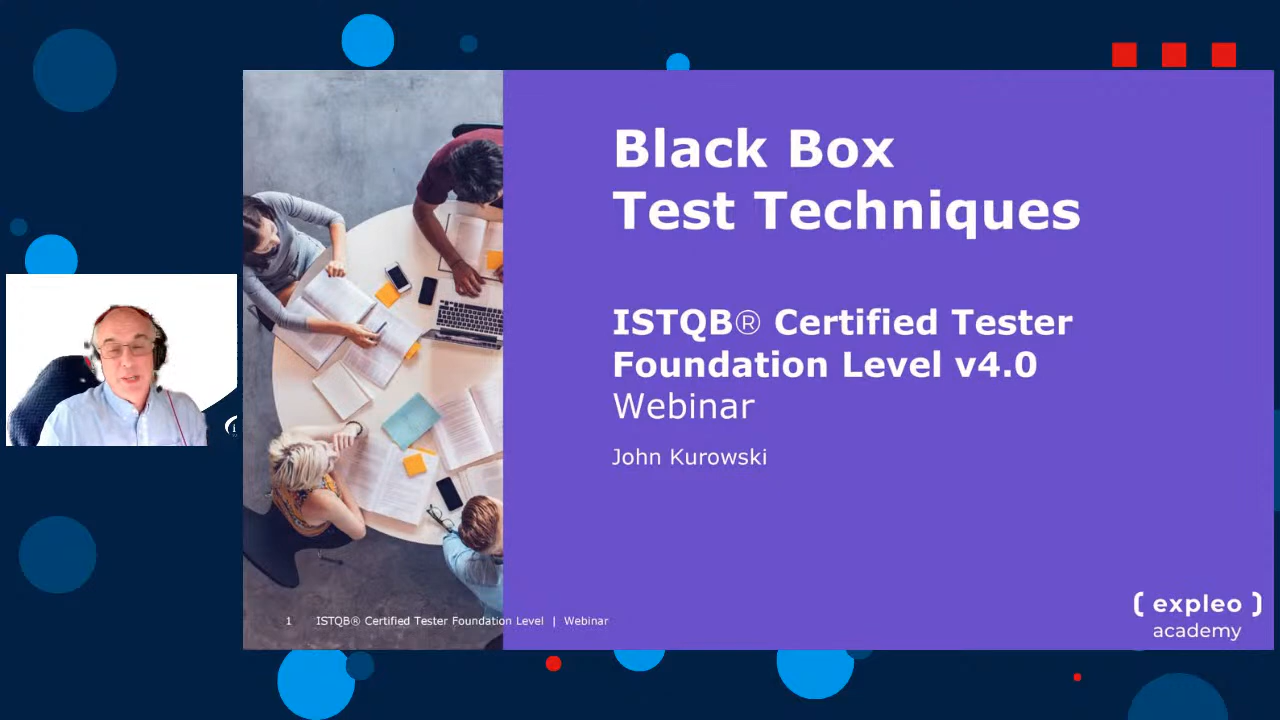 Black Box
Test Techniques
ISTQB® Certified Tester
Foundation Level v4.0
Webinar
John Kurowski
1 ISTQB® Certified Tester Foundation Level | Webinar
{ expleo }
academy